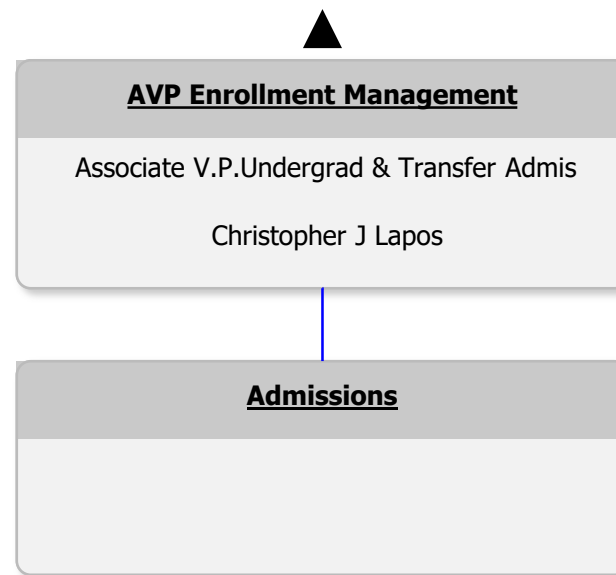 AVP Enrollment Management
Associate V.P.Undergrad & Transfer Admis
Christopher J Lapos
Admissions